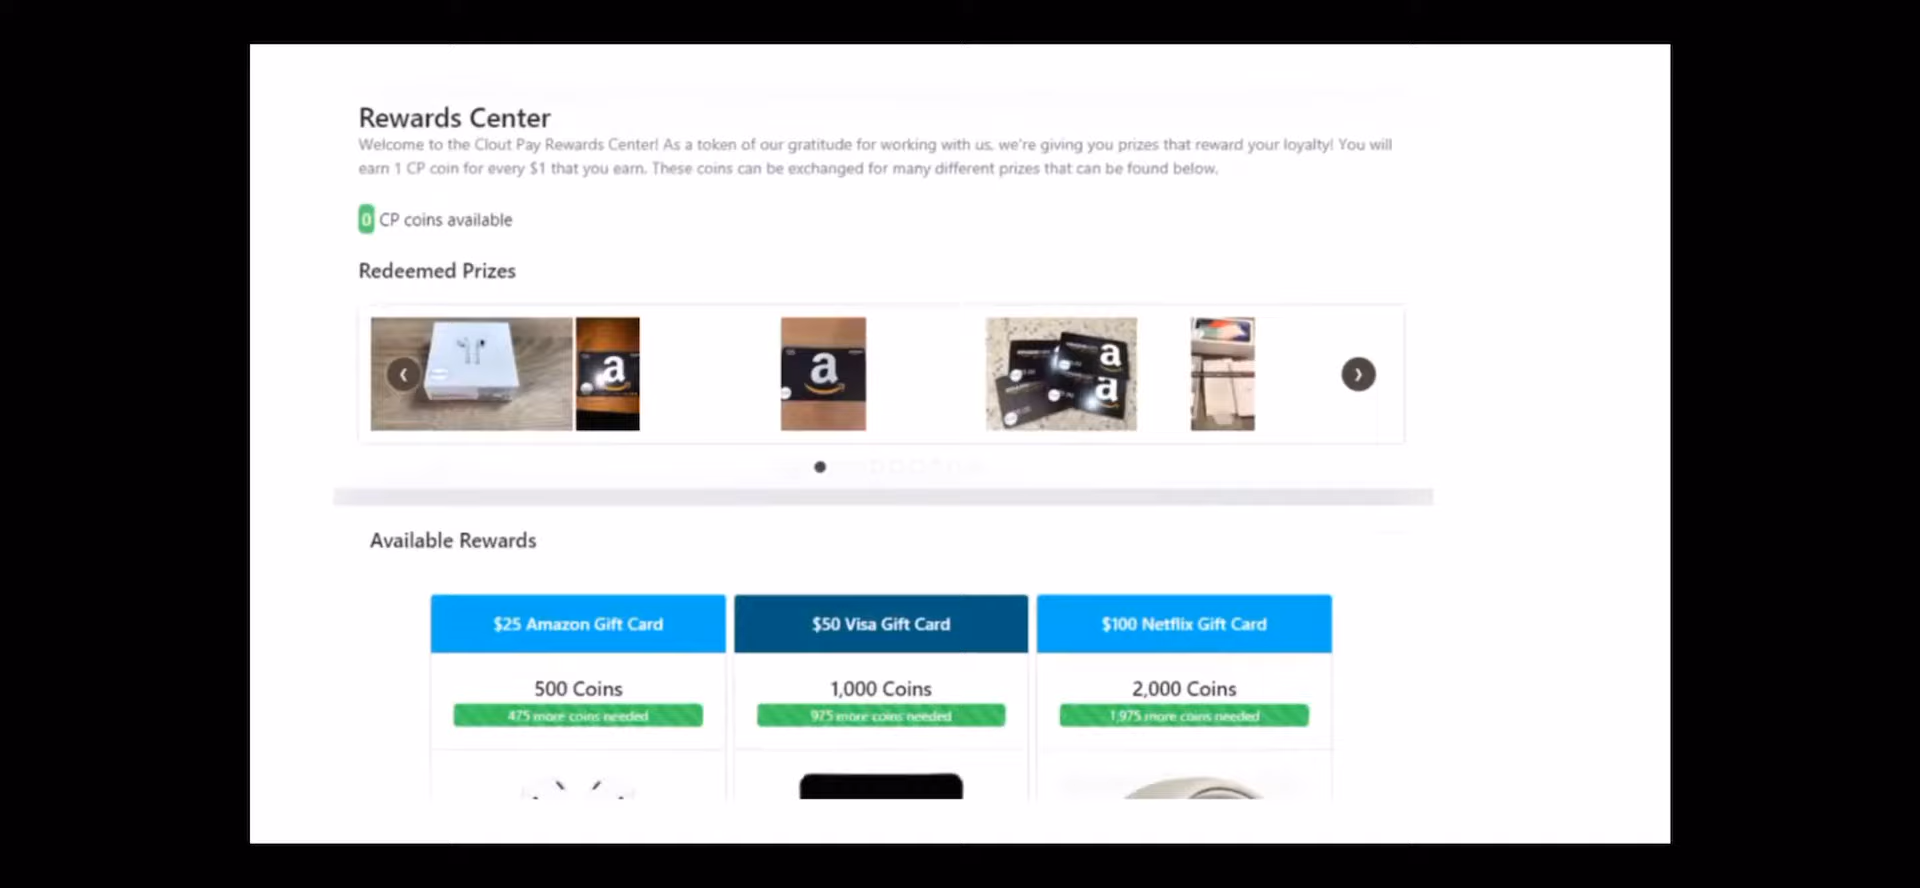 Rewards Center
Welcome to the Clout Pay Rewards Center! As a token of our gratitude for working with us, we're giving you prizes that reward your loyalty! You will
earn 1 CP coin for every $1 that you earn. These coins can be exchanged for many different prizes that can be found below.
0 CP coins available
Redeemed Prizes
Available Rewards
$25 Amazon Gift Card
$50 Visa Gift Card
$100 Netflix Gift Card
500 Coins
1,000 Coins
2,000 Coins
475 more coins needed
975 more coins needed
1,975 more coins needed